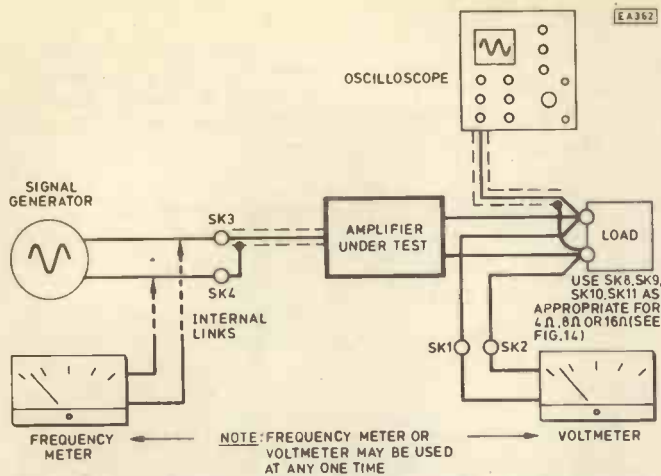 EA362
OSCILLOSCOPE
SIGNAL
GENERATOR
SK3
SK4
AMPLIFIER
UNDER TEST
LOAD
USE SK8,SK9,
SK10,SK11 AS
APPROPRIATE FOR
4Ω,8Ω OR 16Ω(SEE
FIG.14)
INTERNAL
LINKS
SK1
SK2
FREQUENCY
METER
NOTE: FREQUENCY METER OR
VOLTMETER MAY BE USED
AT ANY ONE TIME
VOLTMETER